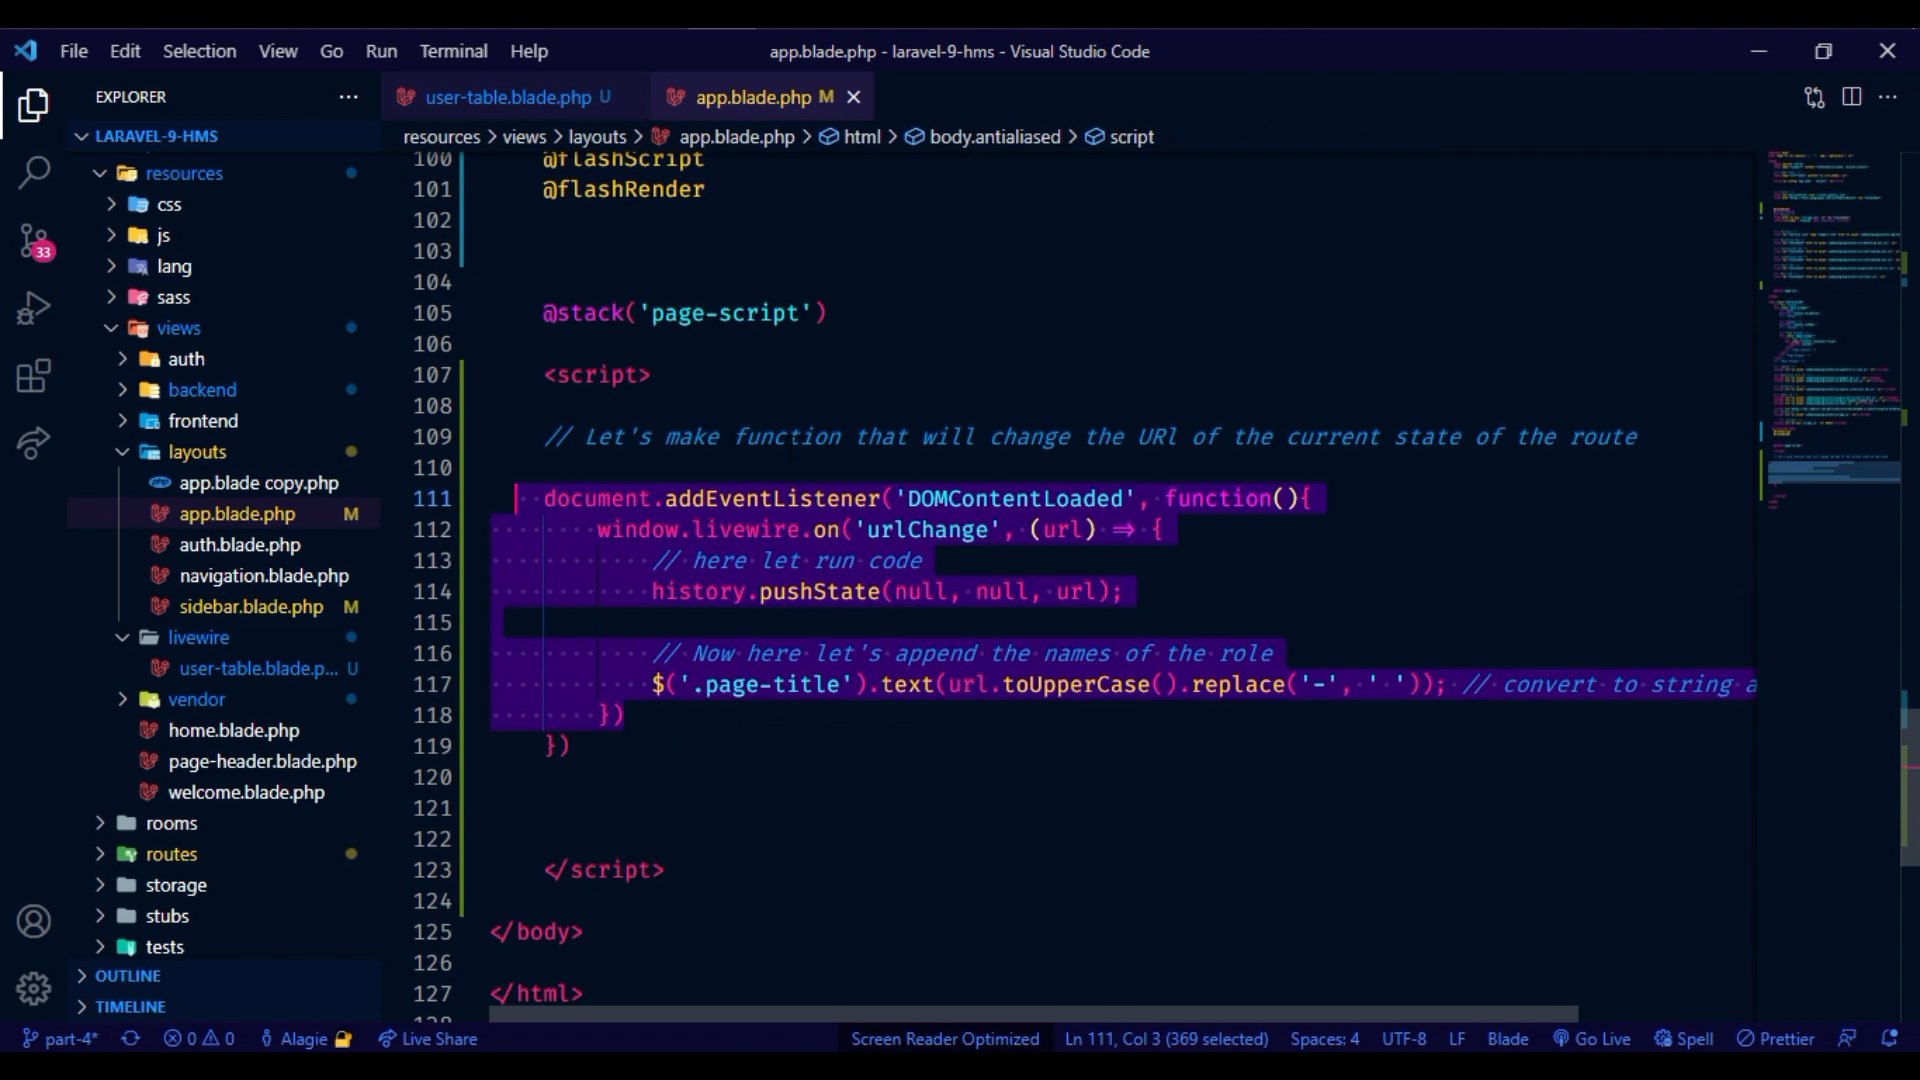 File Edit Selection View Go Run Terminal Help
app.blade.php - laravel-9-hms - Visual Studio Code
EXPLORER
LARAVEL-9-HMS
resources
css
js
lang
sass
views
auth
backend
frontend
layouts
app.blade copy.php
app.blade.php M
auth.blade.php
navigation.blade.php
sidebar.blade.php M
livewire
user-table.blade.p... U
vendor
home.blade.php
page-header.blade.php
welcome.blade.php
rooms
routes
storage
stubs
tests
OUTLINE
TIMELINE
33
user-table.blade.php U
app.blade.php M
resources > views > layouts > app.blade.php > html > body.antialiased > script
100 @flashScript
101 @flashRender
102
103
104
105 @stack('page-script')
106
107 <script>
108
109 // Let's make function that will change the URl of the current state of the route
110
111 document.addEventListener('DOMContentLoaded', function(){
112 window.livewire.on('urlChange', (url) => {
113 // here let run code
114 history.pushState(null, null, url);
115
116 // Now here let's append the names of the role
117 $('.page-title').text(url.toUpperCase().replace('-', ' ')); // convert to string a
118 })
119 })
120
121
122
123 </script>
124
125 </body>
126
127 </html>
part-4* 0 0 Alagie Live Share
Screen Reader Optimized Ln 111, Col 3 (369 selected) Spaces: 4 UTF-8 LF Blade Go Live Spell Prettier